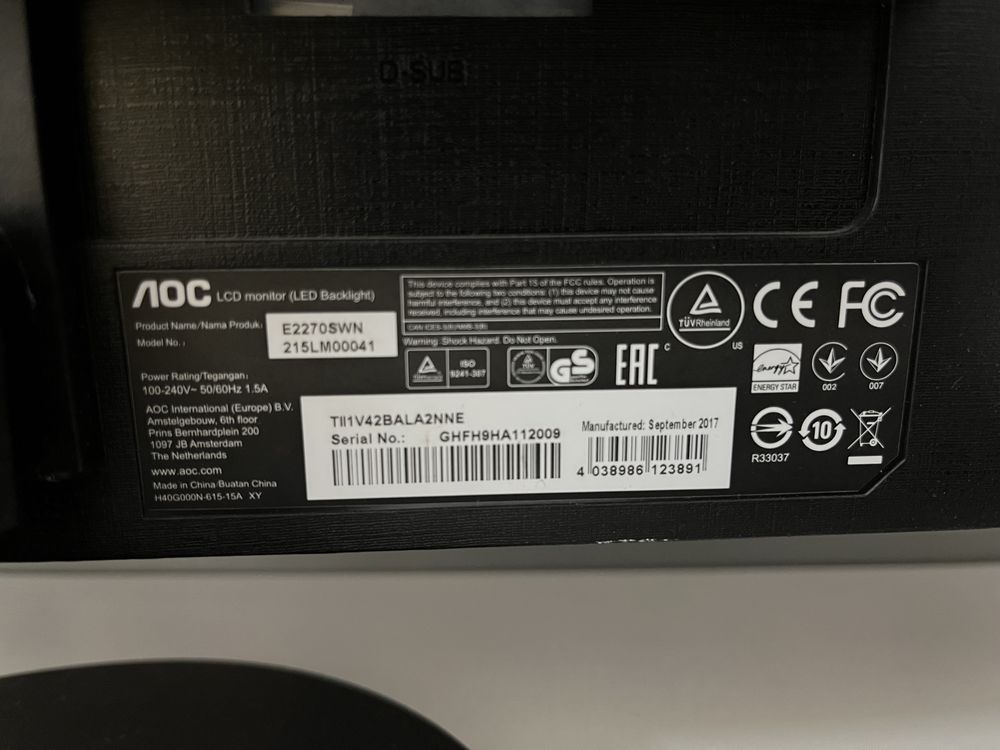 D-SUB
AOC LCD monitor (LED Backlight)
Product Name/Nama Produk:
E2270SWN
Model No. :
215LM00041
Power Rating/Tegangan:
100-240V~ 50/60Hz 1.5A
AOC International (Europe) B.V.
Amstelgebouw, 6th floor
Prins Bernhardplein 200
1097 JB Amsterdam
The Netherlands
www.aoc.com
Made in China/Buatan China
H40G000N-615-15A XY
This device complies with Part 15 of the FCC rules. Operation is
subject to the following two conditions: (1) this device may not cause
harmful interference, and (2) this device must accept any interference
received, including interference that may cause undesired operation.
Warning: Shock Hazard. Do Not Open.
ISO
9241-307
TÜV
GS
EAC
TÜVRheinland
C US
CE FC
energy
ENERGY STAR
002
007
10
R33037
TII1V42BALA2NNE
Serial No.: GHFH9HA112009
Manufactured: September 2017
4 038986 123891